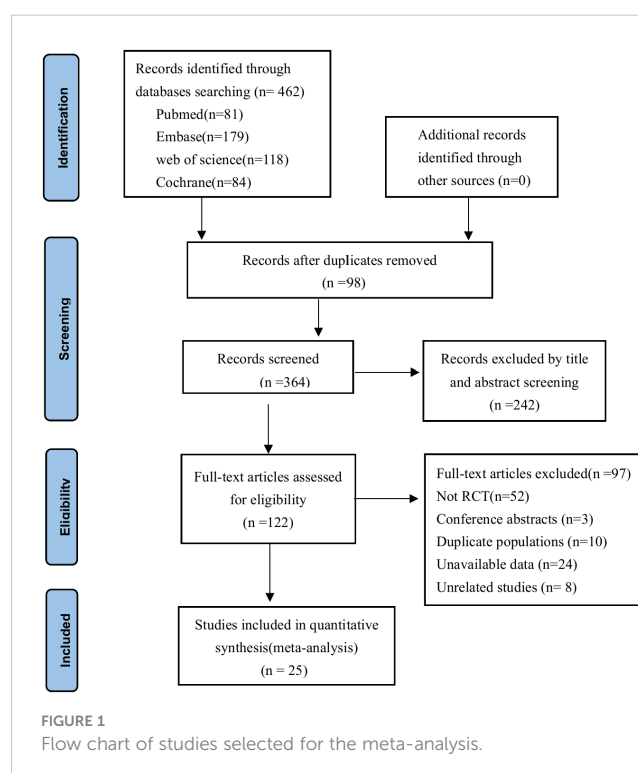 Identification
Records identified through
databases searching (n= 462)
Pubmed(n=81)
Embase(n=179)
web of science(n=118)
Cochrane(n=84)
Additional records
identified through
other sources (n=0)
Screening
Records after duplicates removed
(n =98)
Records screened
(n =364)
Records excluded by title
and abstract screening
(n =242)
Eligibility
Full-text articles assessed
for eligibility
(n =122)
Full-text articles excluded(n =97)
Not RCT(n=52)
Conference abstracts (n=3)
Duplicate populations (n=10)
Unavailable data (n=24)
Unrelated studies (n= 8)
Included
Studies included in quantitative
synthesis(meta-analysis)
(n = 25)
FIGURE 1
Flow chart of studies selected for the meta-analysis.